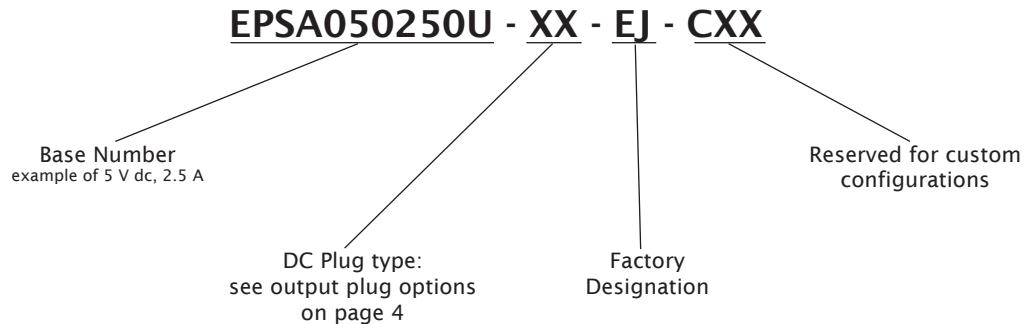 EPSA050250U - XX - EJ - CXX
Base Number
example of 5 V dc, 2.5 A
Reserved for custom
configurations
DC Plug type:
see output plug options
on page 4
Factory
Designation